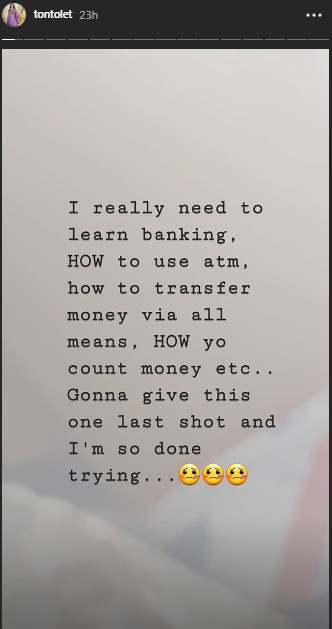 tontolet 23h
I really need to
learn banking,
HOW to use atm,
how to transfer
money via all
means, HOW yo
count money etc..
Gonna give this
one last shot and
I'm so done
trying...🤒🤒🤒